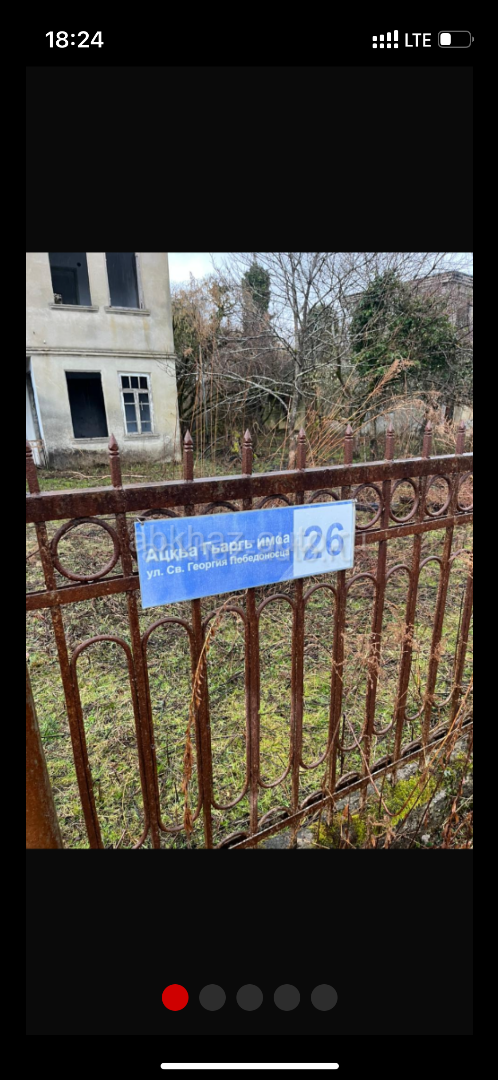 18:24
LTE
Ацқьа Гьаргь имҩа
ул. Св. Георгия Победоносца
26